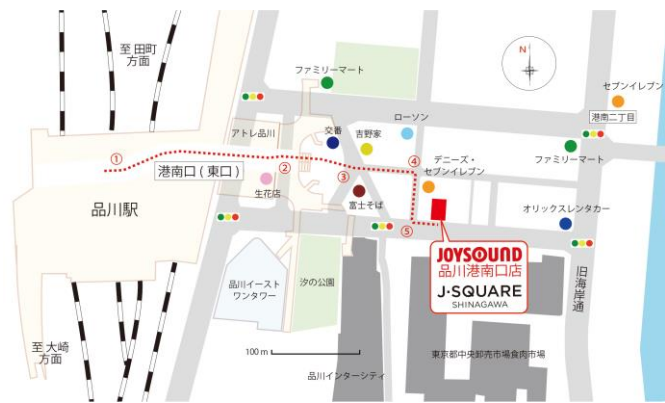 至 田町
方面
ファミリーマート
N
セブンイレブン
港南二丁目
アトレ品川
交番
吉野家
ローソン
ファミリーマート
①
港南口 ( 東口 )
②
③
④
生花店
富士そば
デニーズ・
セブンイレブン
品川駅
⑤
オリックスレンタカー
JOYSOUND
品川港南口店
J・SQUARE
SHINAGAWA
品川イースト
ワンタワー
汐の公園
旧海岸通
至 大崎
方面
100 m
品川インターシティ
東京都中央卸売市場食肉市場